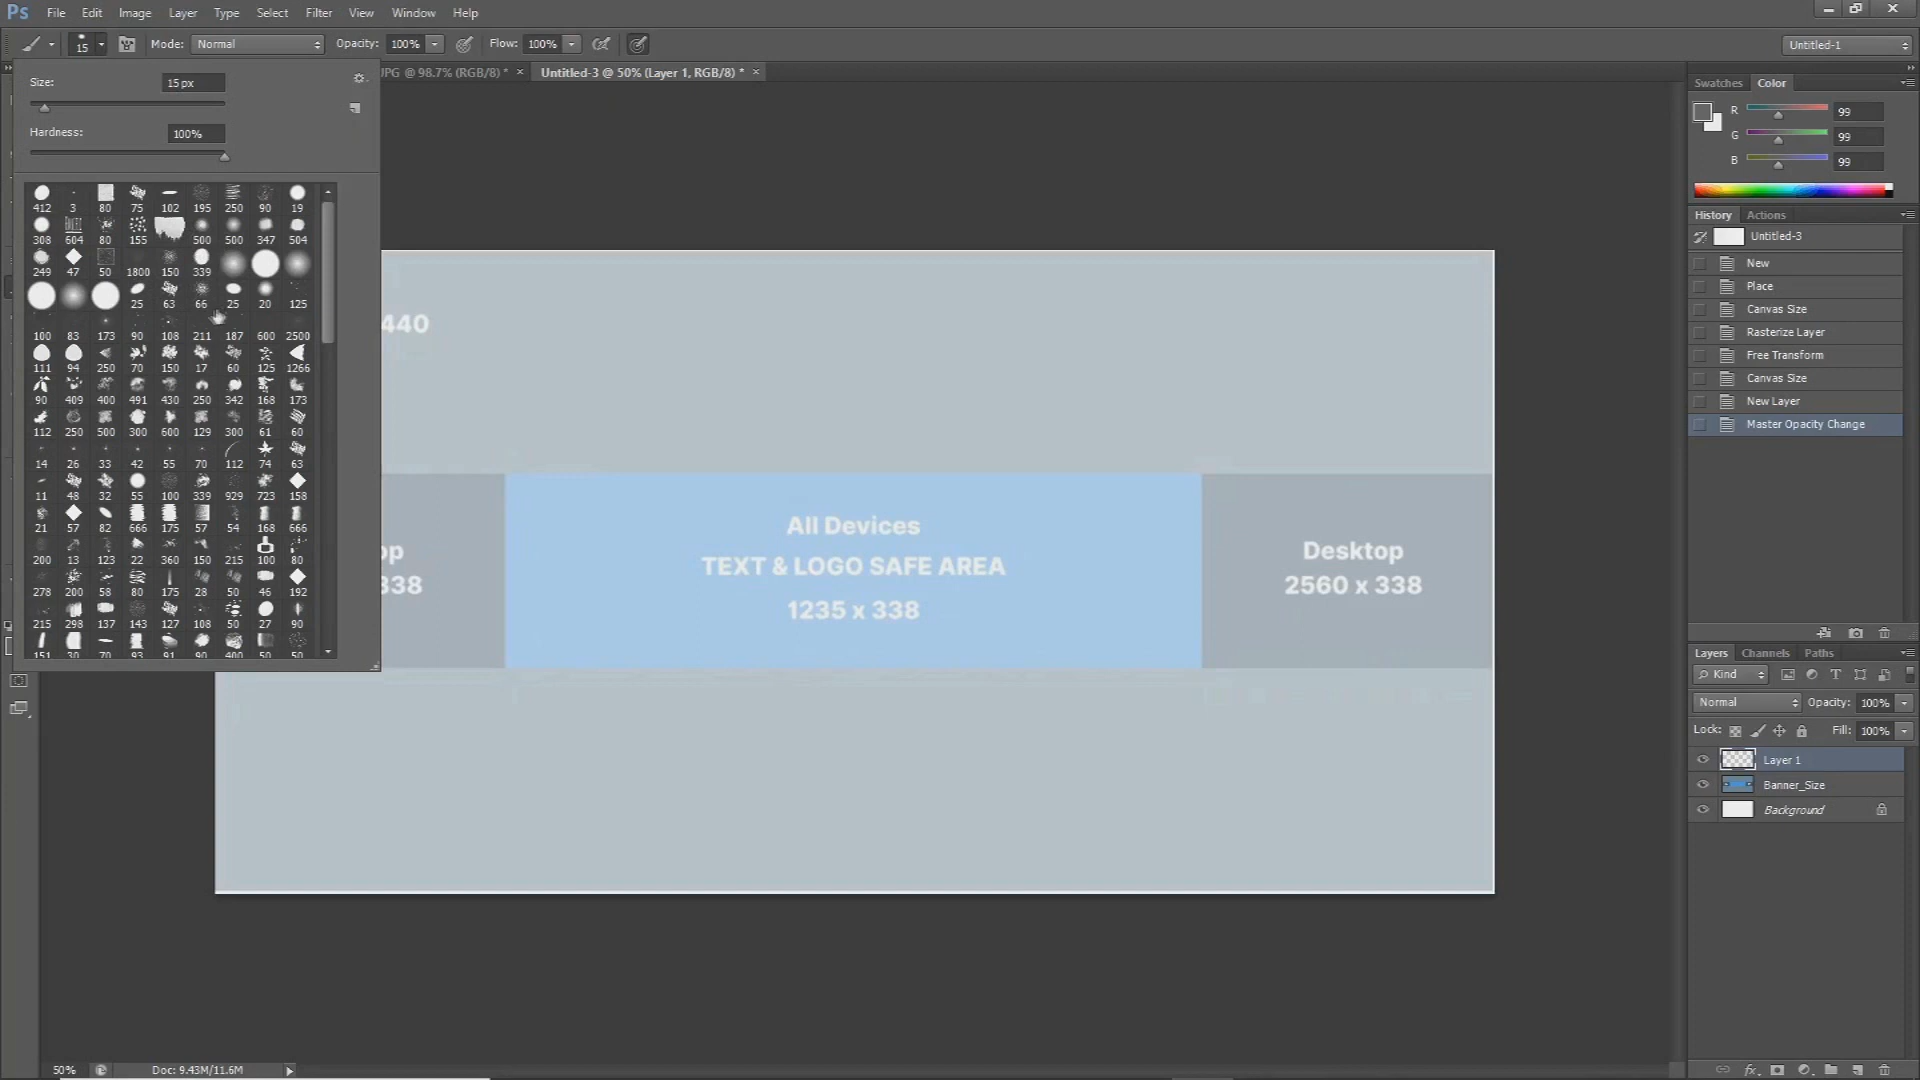 Ps File Edit Image Layer Type Select Filter View Window Help
15 Mode: Normal Opacity: 100% Flow: 100% Untitled-1
JPG @ 98.7% (RGB/8) * × Untitled-3 @ 50% (Layer 1, RGB/8) * ×
Size: 15 px
Hardness: 100%
412 3 80 75 102 195 250 90 19
308 604 80 155 500 500 347 504
249 47 50 1800 150 339
25 63 66 25 20 125
100 83 173 90 108 211 187 600 2500
111 94 250 70 150 17 60 125 1266
90 409 400 491 430 250 342 168 173
112 250 500 300 600 129 300 61 60
14 26 33 42 55 70 112 74 63
11 48 32 55 100 339 929 723 158
21 57 82 666 175 57 54 168 666
200 13 123 22 360 150 215 100 80
278 200 58 80 175 28 50 46 192
215 298 137 143 127 108 50 27 90
151 30 70 93 91 90 400 50 50
440
op
338
All Devices
TEXT & LOGO SAFE AREA
1235 x 338
Desktop
2560 x 338
Swatches Color
R 99
G 99
B 99
History Actions
Untitled-3
New
Place
Canvas Size
Rasterize Layer
Free Transform
Canvas Size
New Layer
Master Opacity Change
Layers Channels Paths
Kind
Normal Opacity: 100%
Lock: Fill: 100%
Layer 1
Banner_Size
Background
fx
50% Doc: 9.43M/11.6M